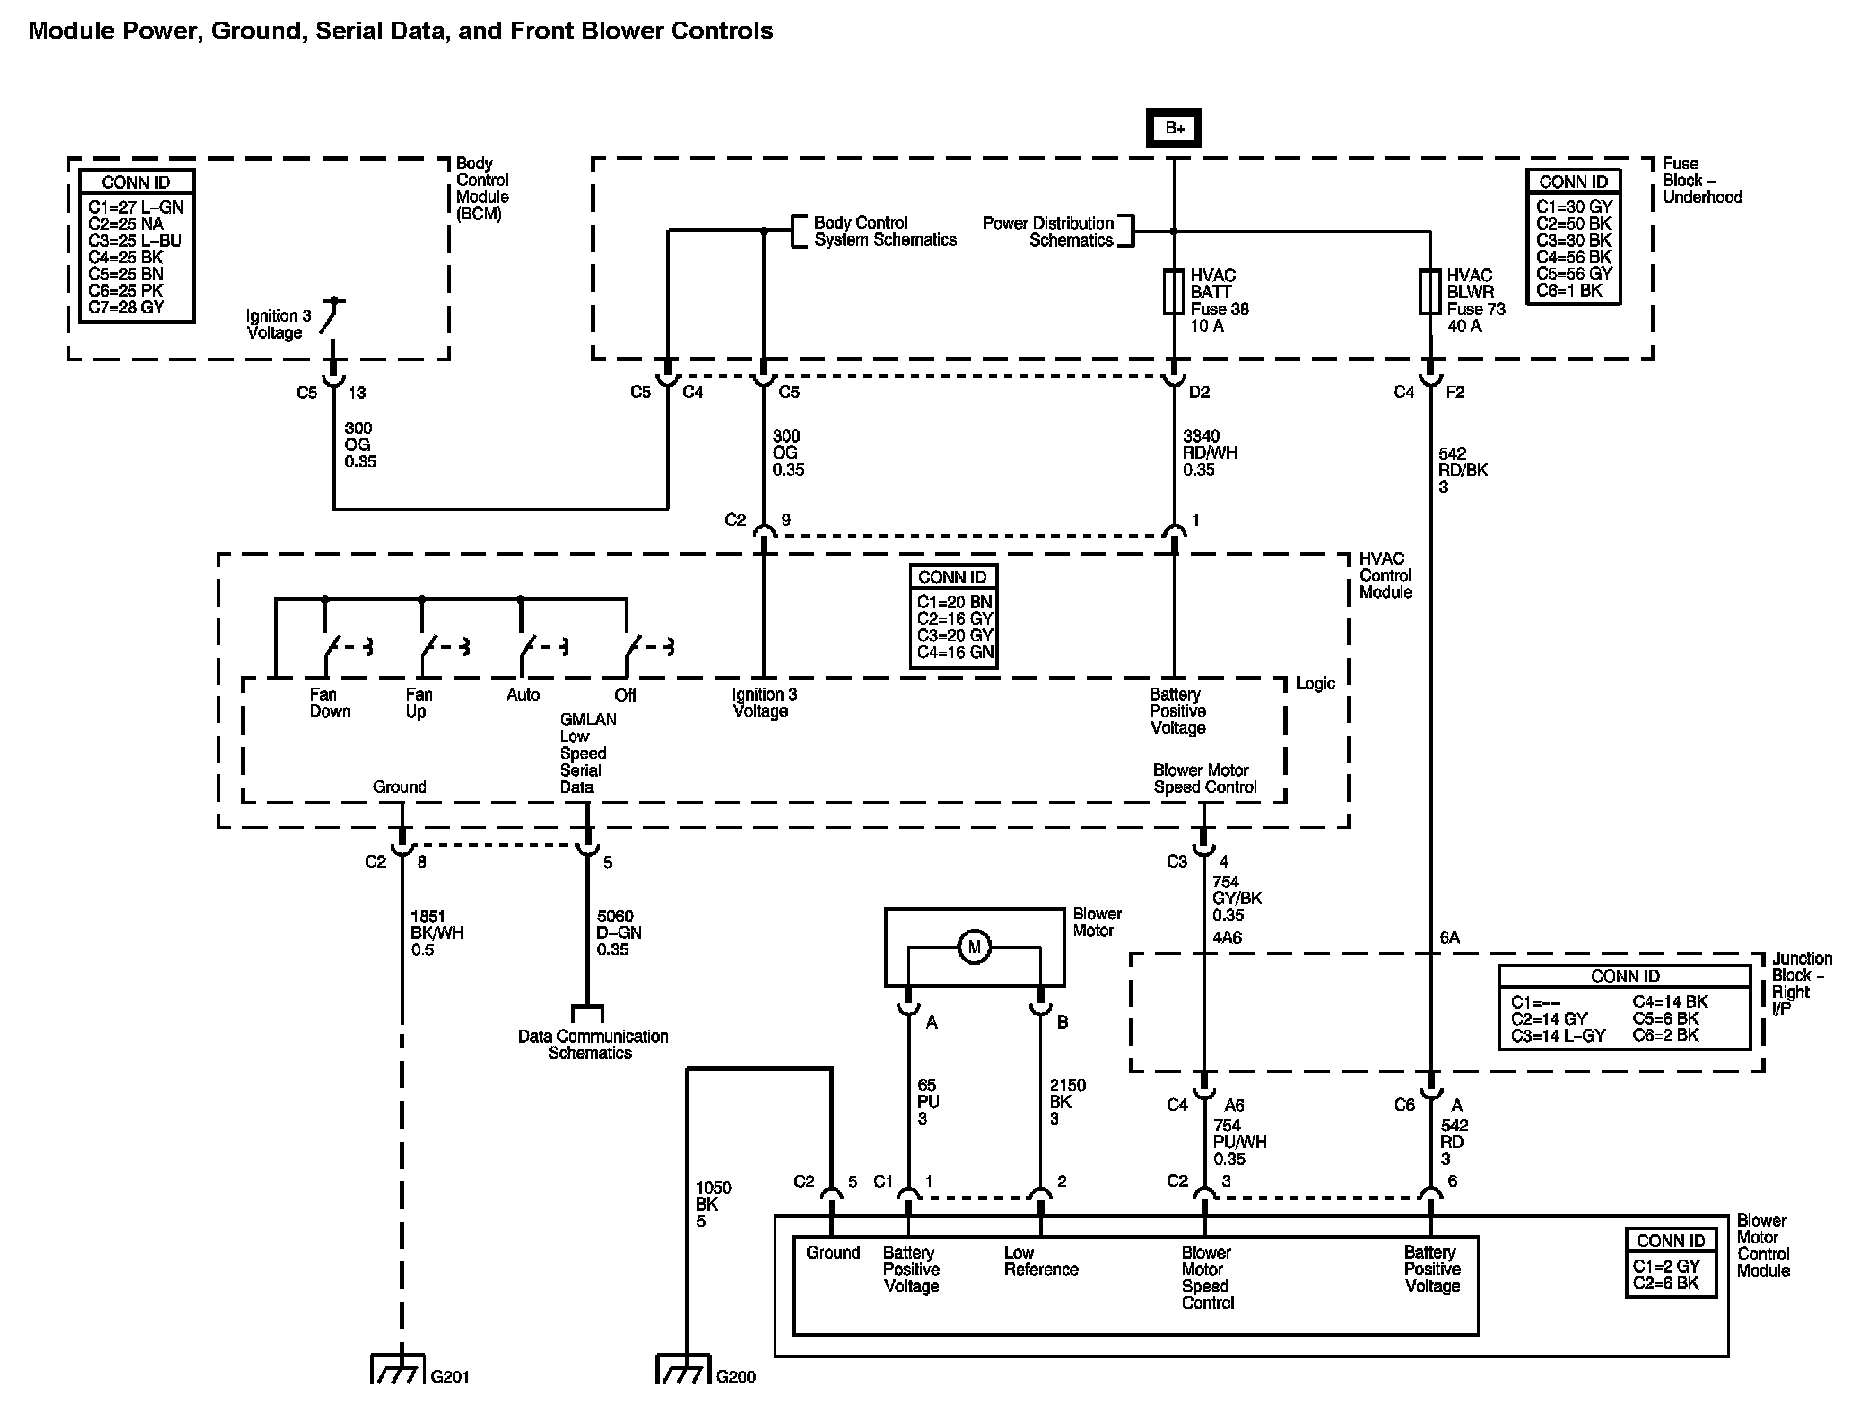 Module Power, Ground, Serial Data, and Front Blower Controls
B+
Body
Control
Module
(BCM)
CONN ID
C1=27 L-GN
C2=25 NA
C3=25 L-BU
C4=25 BK
C5=25 BN
C6=25 PK
C7=28 GY
Ignition 3
Voltage
Body Control
System Schematics
Power Distribution
Schematics
HVAC
BATT
Fuse 38
10 A
HVAC
BLWR
Fuse 73
40 A
CONN ID
C1=30 GY
C2=50 BK
C3=30 BK
C4=56 BK
C5=56 GY
C6=1 BK
Fuse
Block -
Underhood
C5 13
C5 C4
C5
D2
C4 F2
300
OG
0.35
300
OG
0.35
3340
RD/WH
0.35
542
RD/BK
3
C2 9
1
HVAC
Control
Module
CONN ID
C1=20 BN
C2=16 GY
C3=20 GY
C4=16 GN
Logic
Fan
Down
Fan
Up
Auto
Off
Ignition 3
Voltage
Battery
Positive
Voltage
GMLAN
Low
Speed
Serial
Data
Ground
Blower Motor
Speed Control
C2 8
5
C3 4
1851
BK/WH
0.5
5060
D-GN
0.35
754
GY/BK
0.35
4A6
6A
Data Communication
Schematics
Blower
Motor
M
A
B
Junction
Block -
Right
I/P
CONN ID
C1=--
C2=14 GY
C3=14 L-GY
C4=14 BK
C5=6 BK
C6=2 BK
65
PU
3
2150
BK
3
C4 A6
754
PU/WH
0.35
C6 A
542
RD
3
1050
BK
5
C2 5
C1 1
2
C2 3
6
Ground
Battery
Positive
Voltage
Low
Reference
Blower
Motor
Speed
Control
Battery
Positive
Voltage
CONN ID
C1=2 GY
C2=6 BK
Blower
Motor
Control
Module
G201
G200